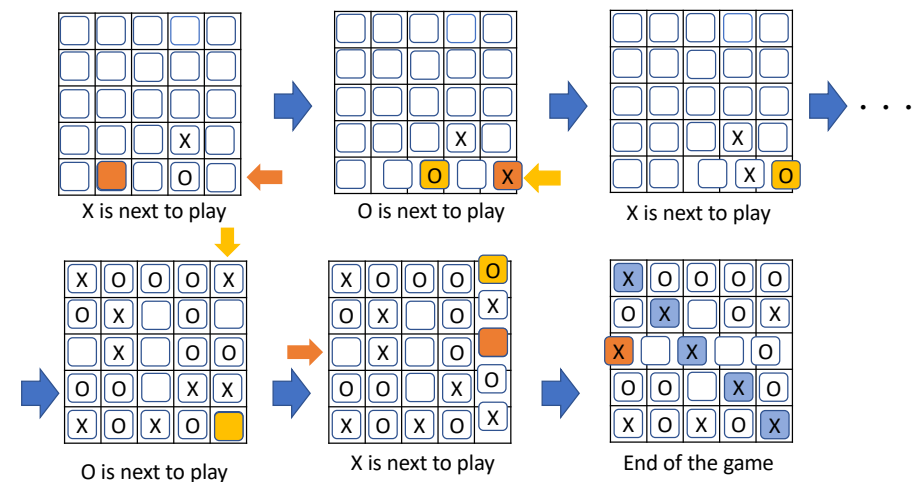 X
O
X is next to play
X
O X
O is next to play
X
X O
X is next to play
. . .
X O O O X
O X O
X O O
O O X X
X O X O
O is next to play
X O O O O
O X O X
X O
O O X O
X O X O X
X is next to play
X O O O O
O X O X
X X O
O O X O
X O X O X
End of the game